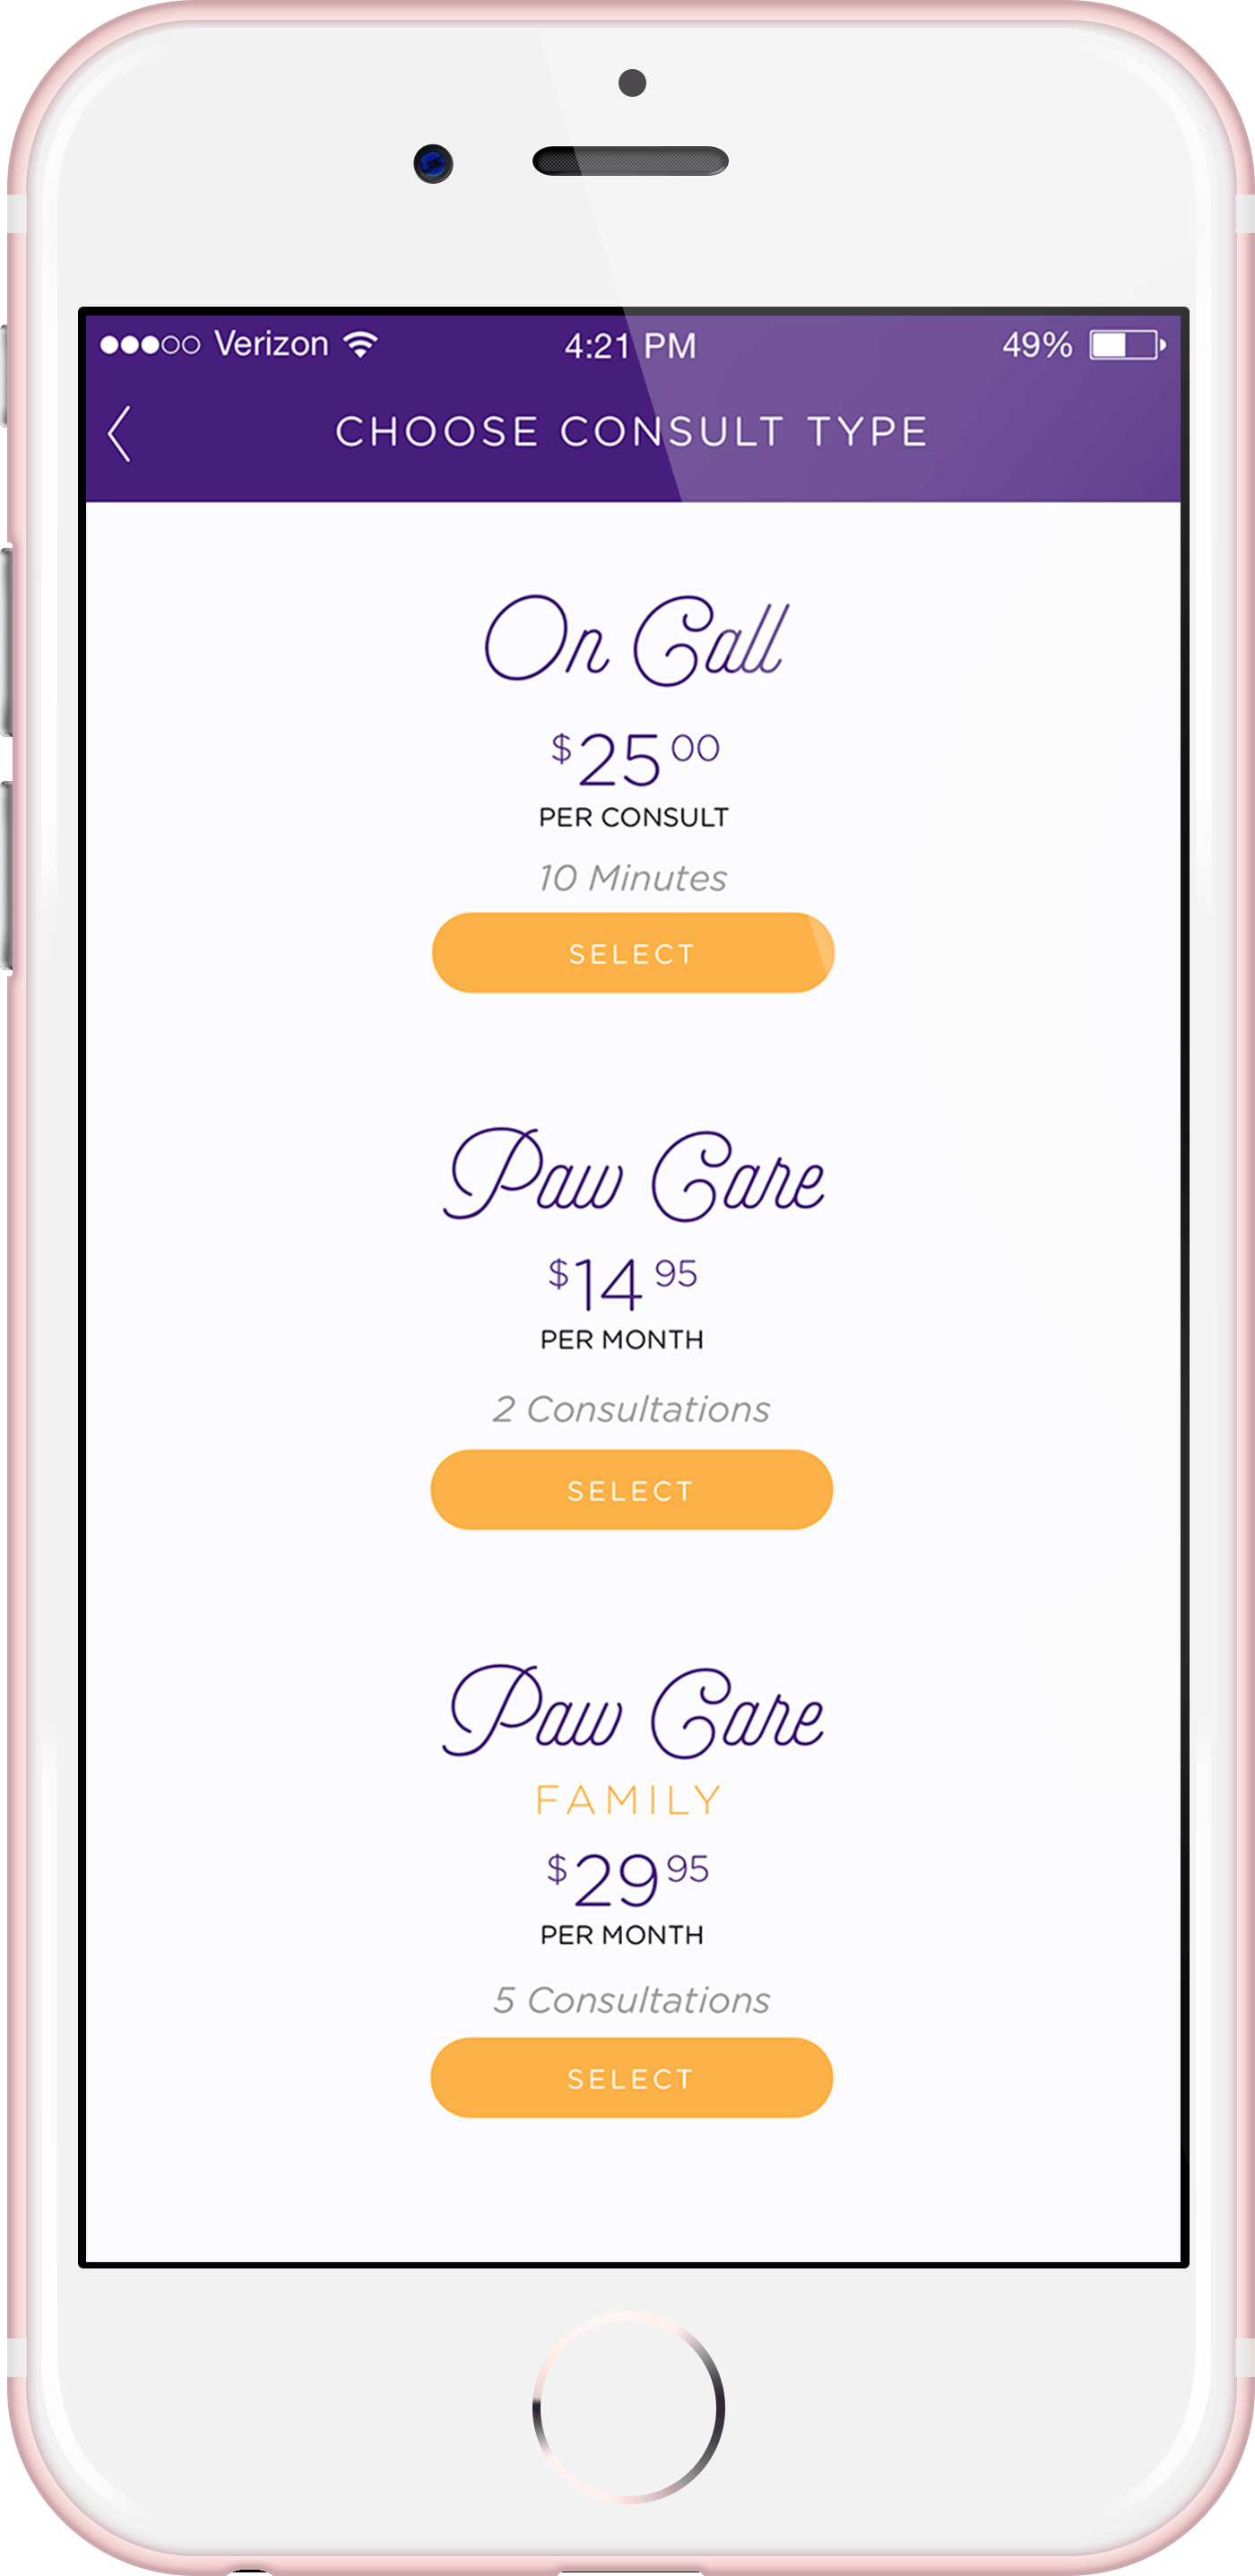 Verizon 4:21 PM 49%
CHOOSE CONSULT TYPE
On Call
$25 00
PER CONSULT
10 Minutes
SELECT
Paw Care
$14 95
PER MONTH
2 Consultations
SELECT
Paw Care
FAMILY
$29 95
PER MONTH
5 Consultations
SELECT